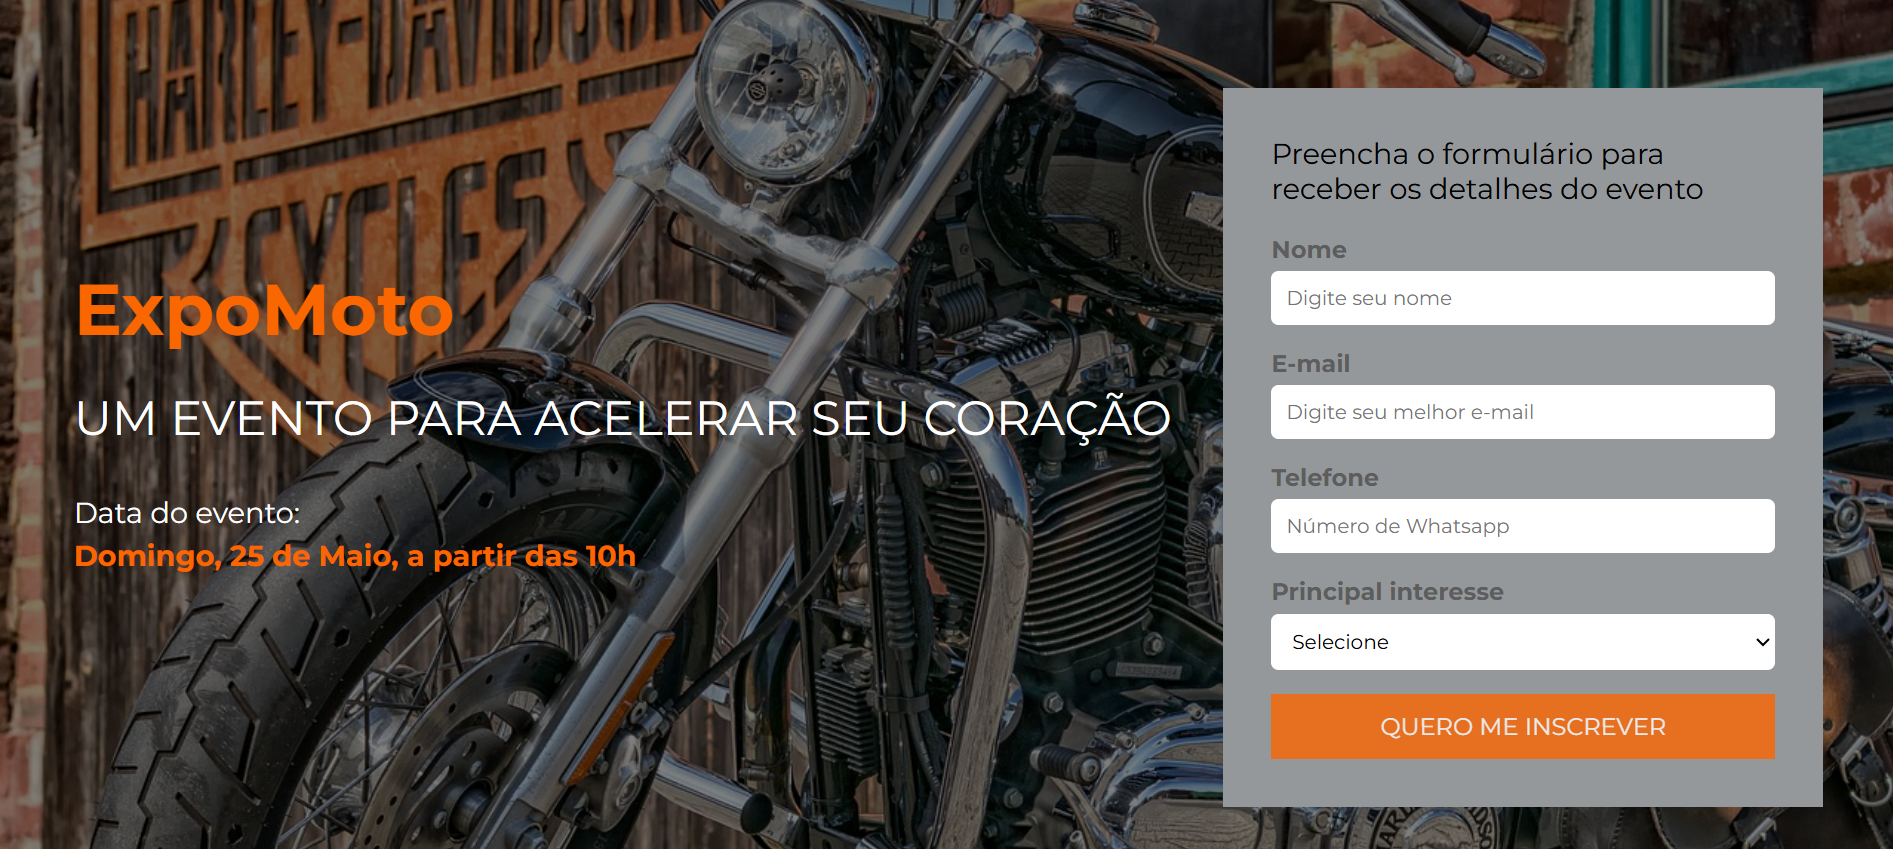 HARLEY-DAVIDSON
CYCLES
ExpoMoto
UM EVENTO PARA ACELERAR SEU CORAÇÃO
Data do evento:
Domingo, 25 de Maio, a partir das 10h
Preencha o formulário para
receber os detalhes do evento
Nome
Digite seu nome
E-mail
Digite seu melhor e-mail
Telefone
Número de Whatsapp
Principal interesse
Selecione
QUERO ME INSCREVER